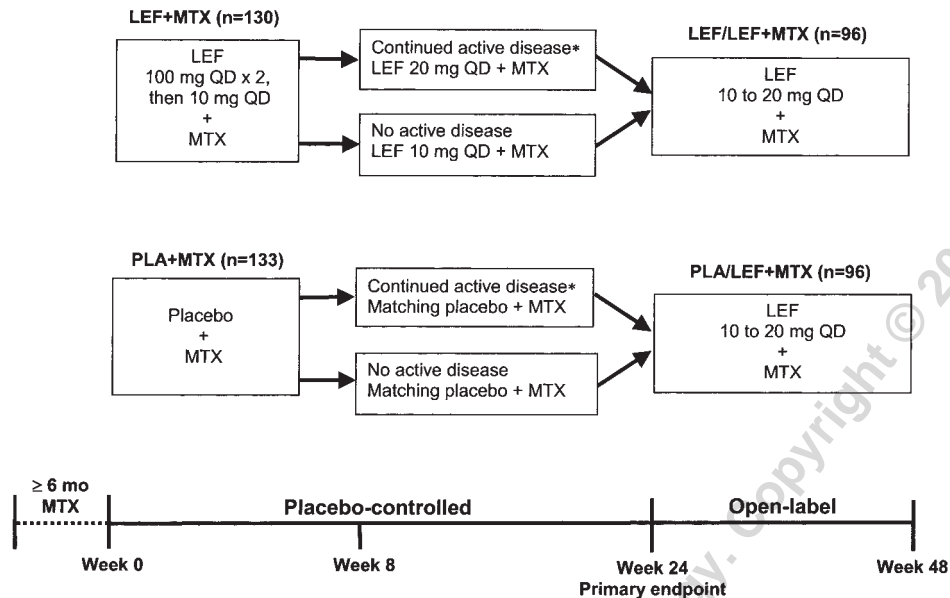 LEF+MTX (n=130)
LEF
100 mg QD x 2,
then 10 mg QD
+
MTX
Continued active disease*
LEF 20 mg QD + MTX
No active disease
LEF 10 mg QD + MTX
LEF/LEF+MTX (n=96)
LEF
10 to 20 mg QD
+
MTX
PLA+MTX (n=133)
Placebo
+
MTX
Continued active disease*
Matching placebo + MTX
No active disease
Matching placebo + MTX
PLA/LEF+MTX (n=96)
LEF
10 to 20 mg QD
+
MTX
≥ 6 mo
MTX
Placebo-controlled
Open-label
Week 0
Week 8
Week 24
Primary endpoint
Week 48
Copyright ©